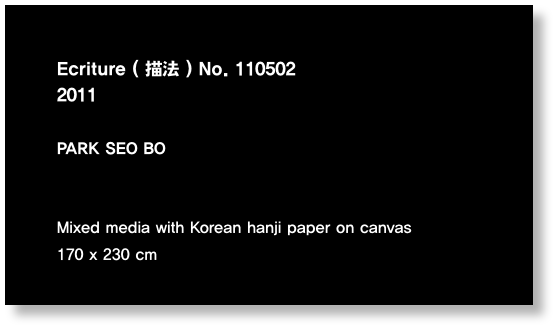 Ecriture ( 描法 ) No. 110502
2011
PARK SEO BO
Mixed media with Korean hanji paper on canvas
170 x 230 cm